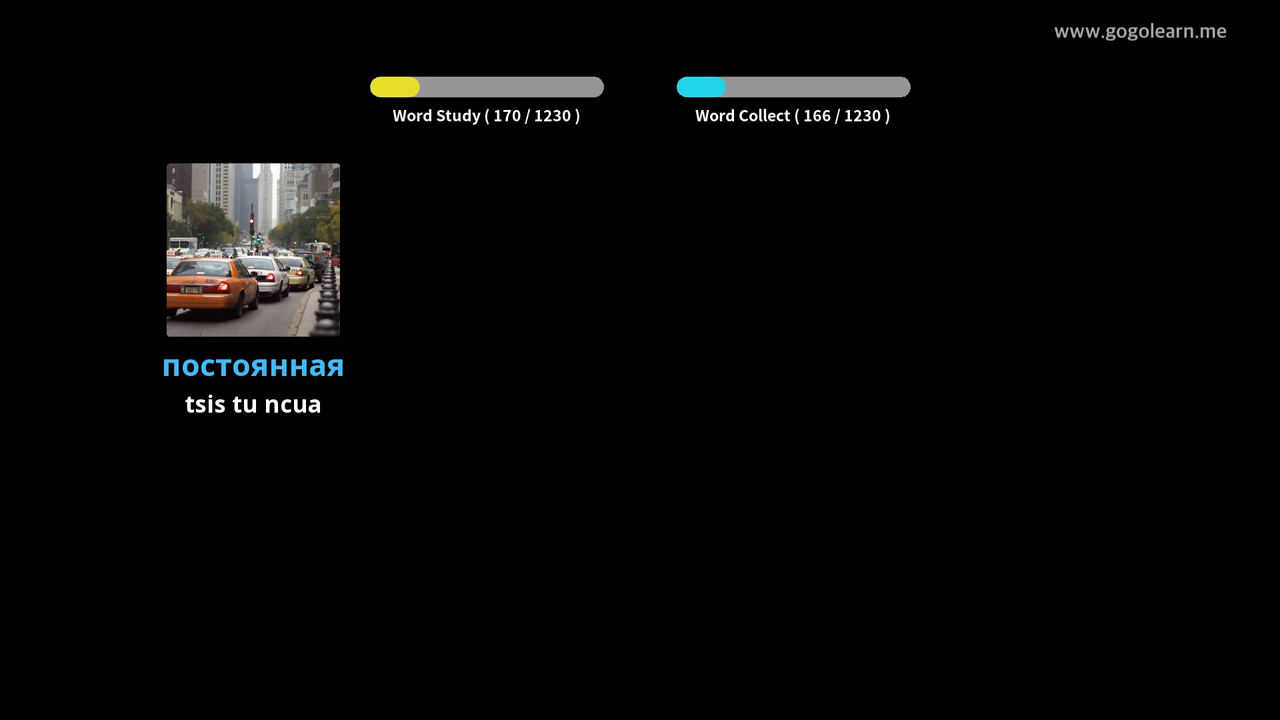 www.gogolearn.me
Word Study ( 170 / 1230 )
Word Collect ( 166 / 1230 )
постоянная
tsis tu ncua